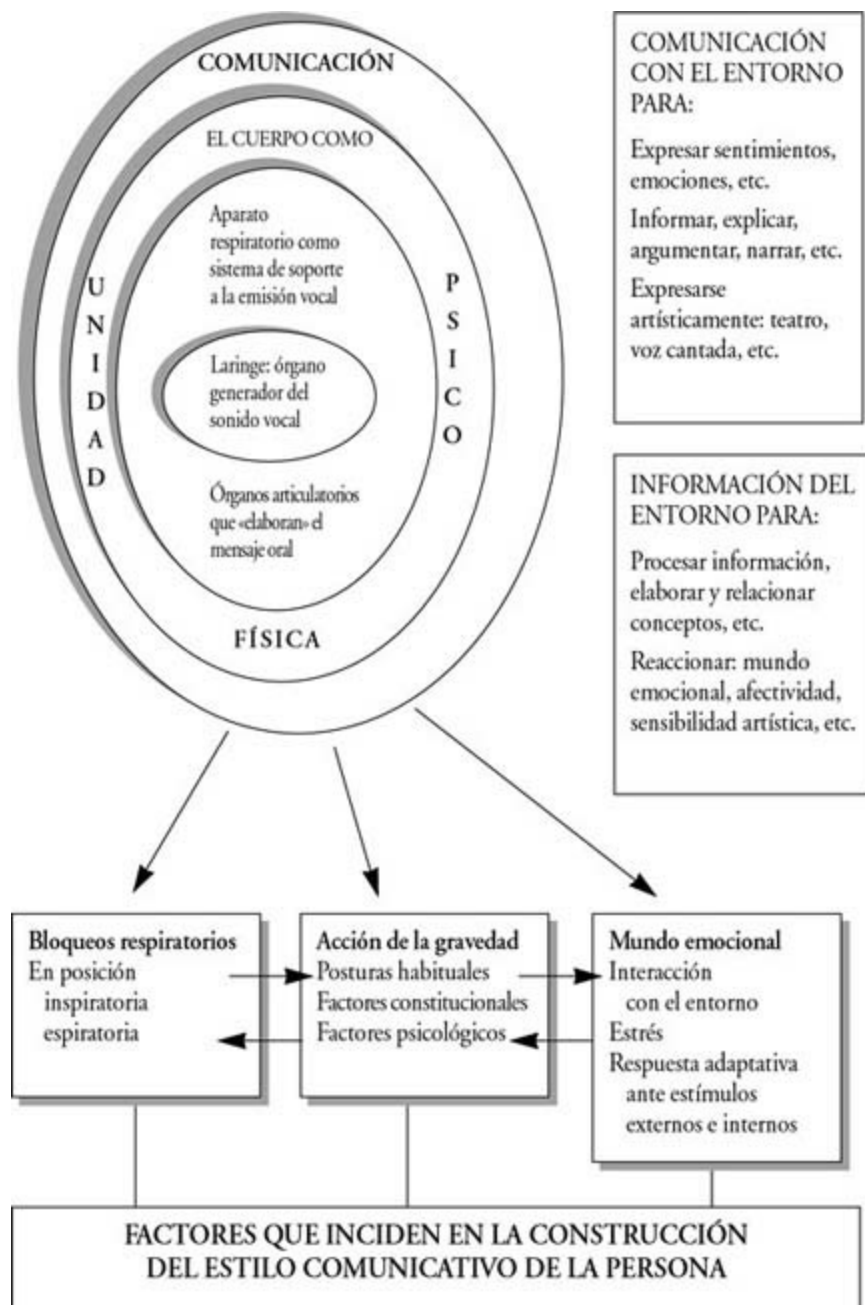 COMUNICACIÓN
EL CUERPO COMO
UNIDAD
PSICO
FÍSICA
Aparato
respiratorio como
sistema de soporte
a la emisión vocal
Laringe: órgano
generador del
sonido vocal
Órganos articulatorios
que «elaboran» el
mensaje oral
COMUNICACIÓN
CON EL ENTORNO
PARA:
Expresar sentimientos,
emociones, etc.
Informar, explicar,
argumentar, narrar, etc.
Expresarse
artísticamente: teatro,
voz cantada, etc.
INFORMACIÓN DEL
ENTORNO PARA:
Procesar información,
elaborar y relacionar
conceptos, etc.
Reaccionar: mundo
emocional, afectividad,
sensibilidad artística, etc.
Bloqueos respiratorios
En posición
inspiratoria
espiratoria
Acción de la gravedad
Posturas habituales
Factores constitucionales
Factores psicológicos
Mundo emocional
Interacción
con el entorno
Estrés
Respuesta adaptativa
ante estímulos
externos e internos
FACTORES QUE INCIDEN EN LA CONSTRUCCIÓN
DEL ESTILO COMUNICATIVO DE LA PERSONA